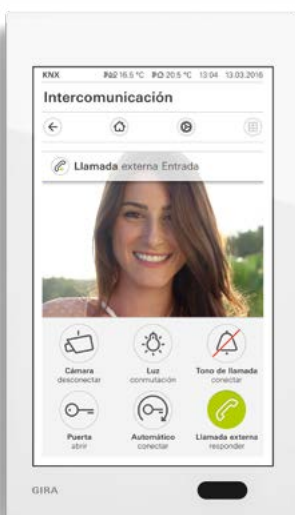 KNX 16.5 °C 20.5 °C 13:04 13.03.2016
Intercomunicación
Llamada externa Entrada
Cámara
desconectar
Luz
conmutación
Tono de llamada
conectar
Puerta
abrir
Automático
conectar
Llamada externa
responder
GIRA